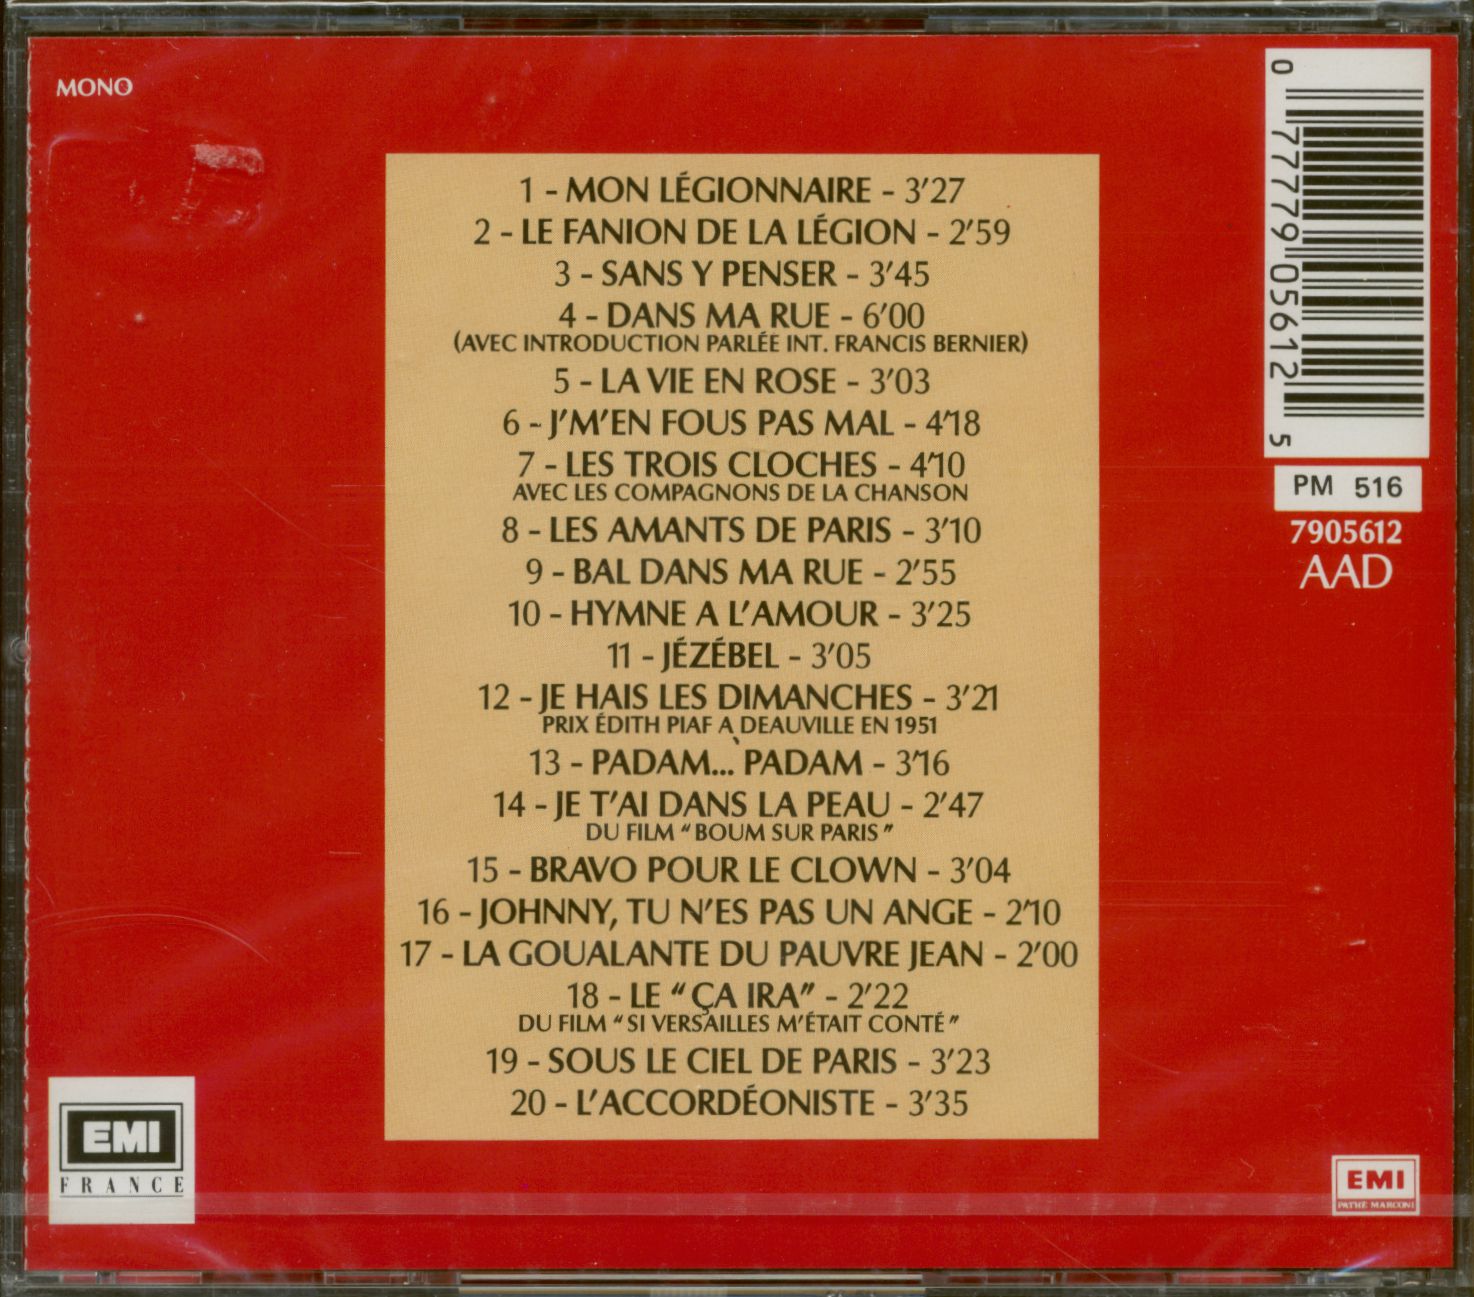 MONO
1 - MON LÉGIONNAIRE - 3'27
2 - LE FANION DE LA LÉGION - 2'59
3 - SANS Y PENSER - 3'45
4 - DANS MA RUE - 6'00
(AVEC INTRODUCTION PARLÉE INT. FRANCIS BERNIER)
5 - LA VIE EN ROSE - 3'03
6 - J'M'EN FOUS PAS MAL - 4'18
7 - LES TROIS CLOCHES - 4'10
AVEC LES COMPAGNONS DE LA CHANSON
8 - LES AMANTS DE PARIS - 3'10
9 - BAL DANS MA RUE - 2'55
10 - HYMNE A L'AMOUR - 3'25
11 - JÉZÉBEL - 3'05
12 - JE HAIS LES DIMANCHES - 3'21
PRIX ÉDITH PIAF A DEAUVILLE EN 1951
13 - PADAM... PADAM - 3'16
14 - JE T'AI DANS LA PEAU - 2'47
DU FILM "BOUM SUR PARIS"
15 - BRAVO POUR LE CLOWN - 3'04
16 - JOHNNY, TU N'ES PAS UN ANGE - 2'10
17 - LA GOUALANTE DU PAUVRE JEAN - 2'00
18 - LE "ÇA IRA" - 2'22
DU FILM "SI VERSAILLES M'ÉTAIT CONTÉ"
19 - SOUS LE CIEL DE PARIS - 3'23
20 - L'ACCORDÉONISTE - 3'35
0 77779 05612 5
PM 516
7905612
AAD
EMI
FRANCE
EMI
PATHÉ MARCONI